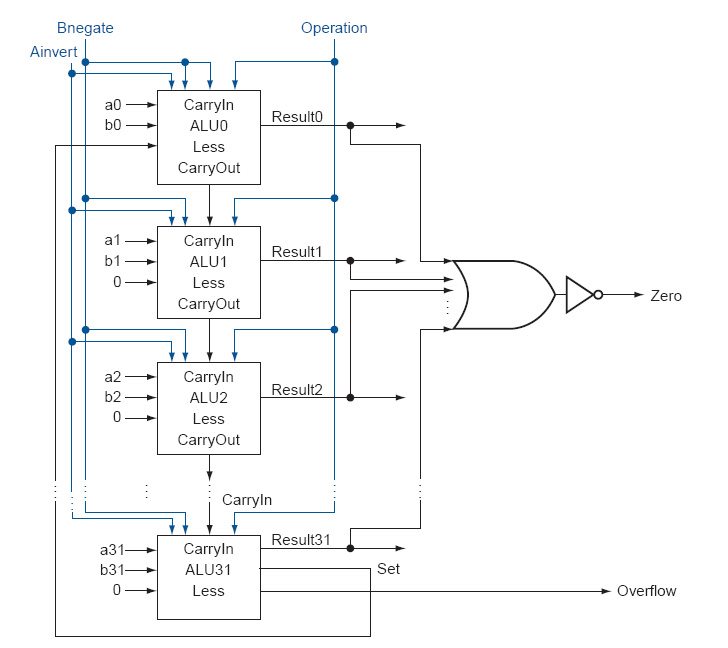 Bnegate
Operation
Ainvert
a0
CarryIn
b0
ALU0
Result0
Less
CarryOut
a1
CarryIn
b1
ALU1
Result1
0
Less
CarryOut
Zero
a2
CarryIn
b2
ALU2
Result2
0
Less
CarryOut
CarryIn
a31
CarryIn
Result31
b31
ALU31
Set
0
Less
Overflow